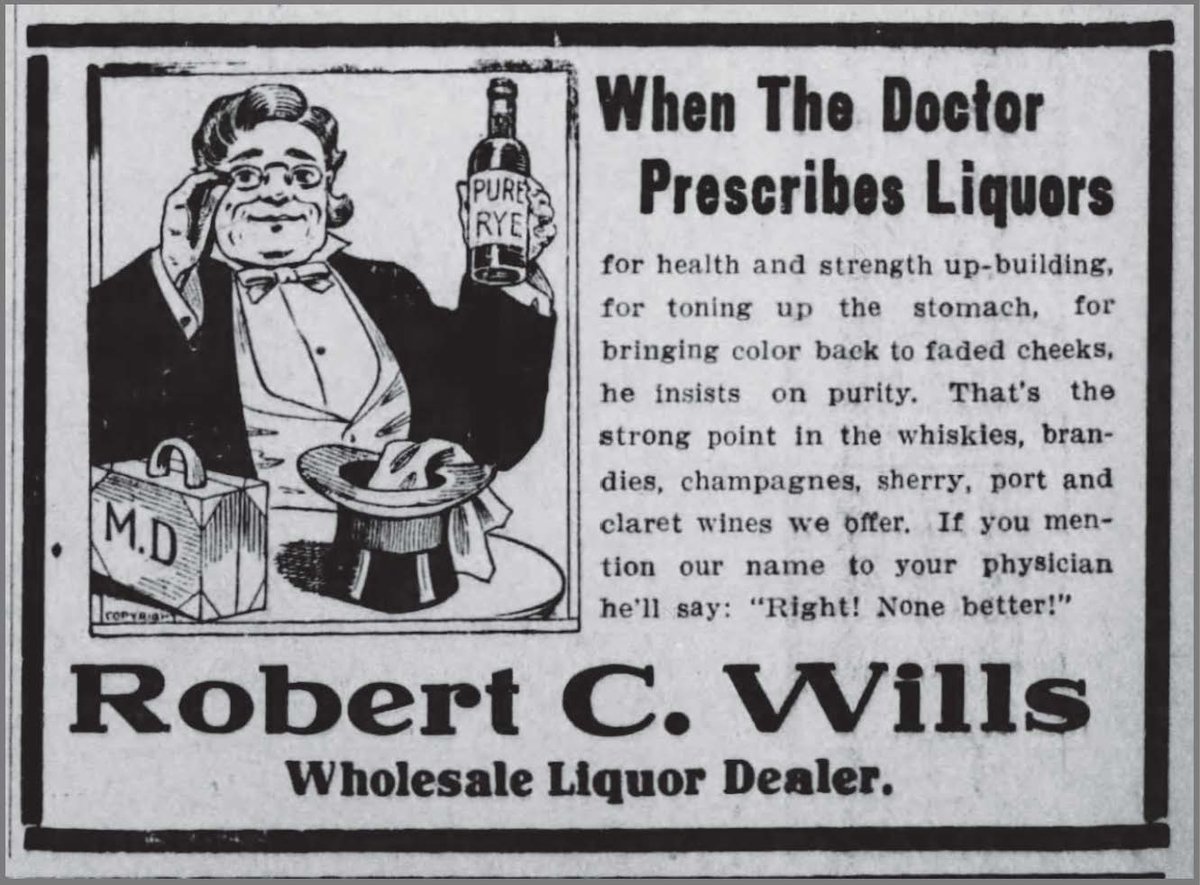 When The Doctor
Prescribes Liquors
for health and strength up-building,
for toning up the stomach, for
bringing color back to faded cheeks,
he insists on purity. That's the
strong point in the whiskies, bran-
dies, champagnes, sherry, port and
claret wines we offer. If you men-
tion our name to your physician
he'll say: "Right! None better!"
PURE
RYE
M.D
COPYRIGHT
Robert C. Wills
Wholesale Liquor Dealer.